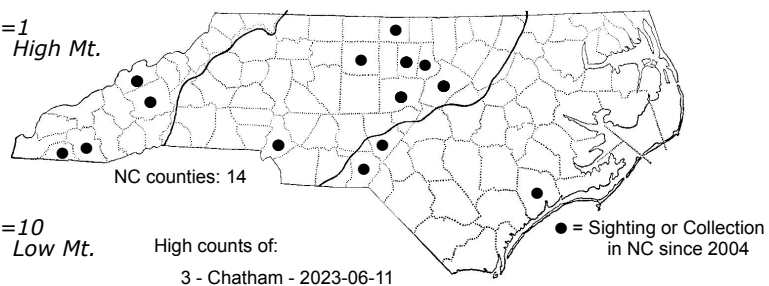 =1
High Mt.
NC counties: 14
=10
Low Mt.
High counts of:
3 - Chatham - 2023-06-11
● = Sighting or Collection
in NC since 2004